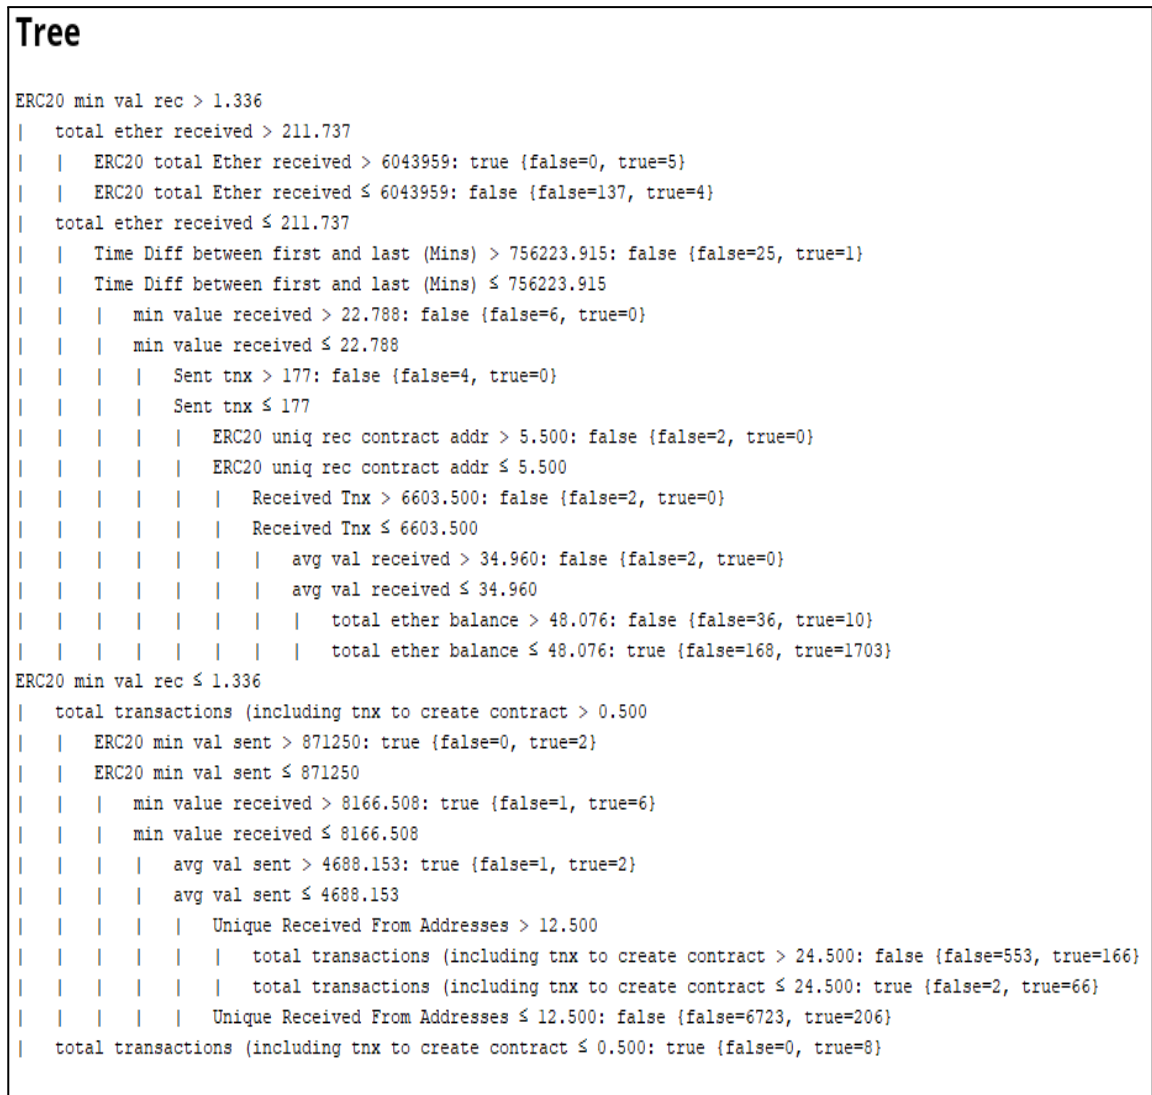 Tree
ERC20 min val rec > 1.336
| total ether received > 211.737
| | ERC20 total Ether received > 6043959: true {false=0, true=5}
| | ERC20 total Ether received ≤ 6043959: false {false=137, true=4}
| total ether received ≤ 211.737
| | Time Diff between first and last (Mins) > 756223.915: false {false=25, true=1}
| | Time Diff between first and last (Mins) ≤ 756223.915
| | | min value received > 22.788: false {false=6, true=0}
| | | min value received ≤ 22.788
| | | | Sent tnx > 177: false {false=4, true=0}
| | | | Sent tnx ≤ 177
| | | | | ERC20 uniq rec contract addr > 5.500: false {false=2, true=0}
| | | | | ERC20 uniq rec contract addr ≤ 5.500
| | | | | | Received Tnx > 6603.500: false {false=2, true=0}
| | | | | | Received Tnx ≤ 6603.500
| | | | | | | avg val received > 34.960: false {false=2, true=0}
| | | | | | | avg val received ≤ 34.960
| | | | | | | | total ether balance > 48.076: false {false=36, true=10}
| | | | | | | | total ether balance ≤ 48.076: true {false=168, true=1703}
ERC20 min val rec ≤ 1.336
| total transactions (including tnx to create contract > 0.500
| | ERC20 min val sent > 871250: true {false=0, true=2}
| | ERC20 min val sent ≤ 871250
| | | min value received > 8166.508: true {false=1, true=6}
| | | min value received ≤ 8166.508
| | | | avg val sent > 4688.153: true {false=1, true=2}
| | | | avg val sent ≤ 4688.153
| | | | | Unique Received From Addresses > 12.500
| | | | | | total transactions (including tnx to create contract > 24.500: false {false=553, true=166}
| | | | | | total transactions (including tnx to create contract ≤ 24.500: true {false=2, true=66}
| | | | | Unique Received From Addresses ≤ 12.500: false {false=6723, true=206}
| total transactions (including tnx to create contract ≤ 0.500: true {false=0, true=8}